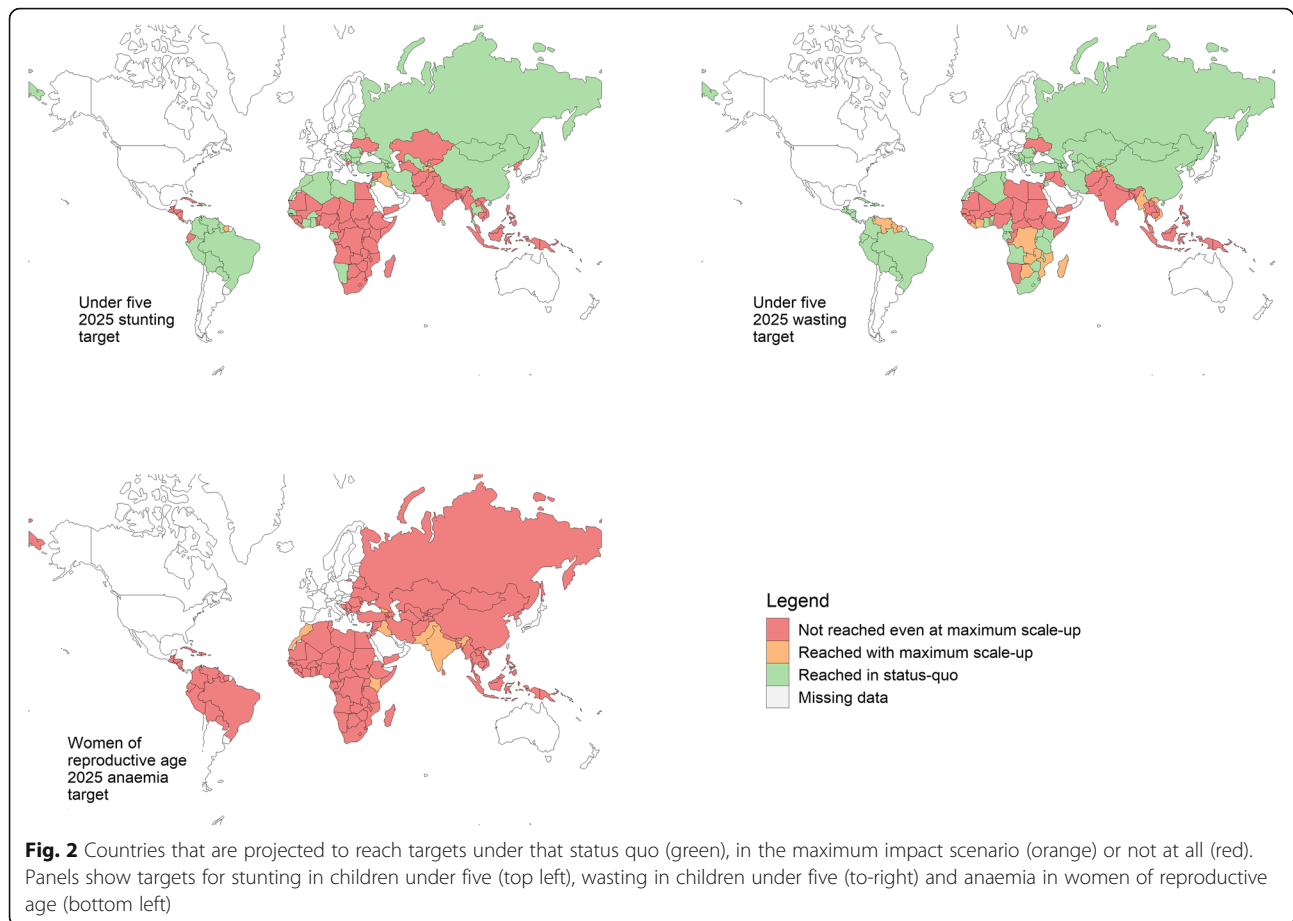 Under five
2025 stunting
target
Under five
2025 wasting
target
Women of
reproductive age
2025 anaemia
target
Legend
Not reached even at maximum scale-up
Reached with maximum scale-up
Reached in status-quo
Missing data
Fig. 2 Countries that are projected to reach targets under that status quo (green), in the maximum impact scenario (orange) or not at all (red).
Panels show targets for stunting in children under five (top left), wasting in children under five (to-right) and anaemia in women of reproductive
age (bottom left)